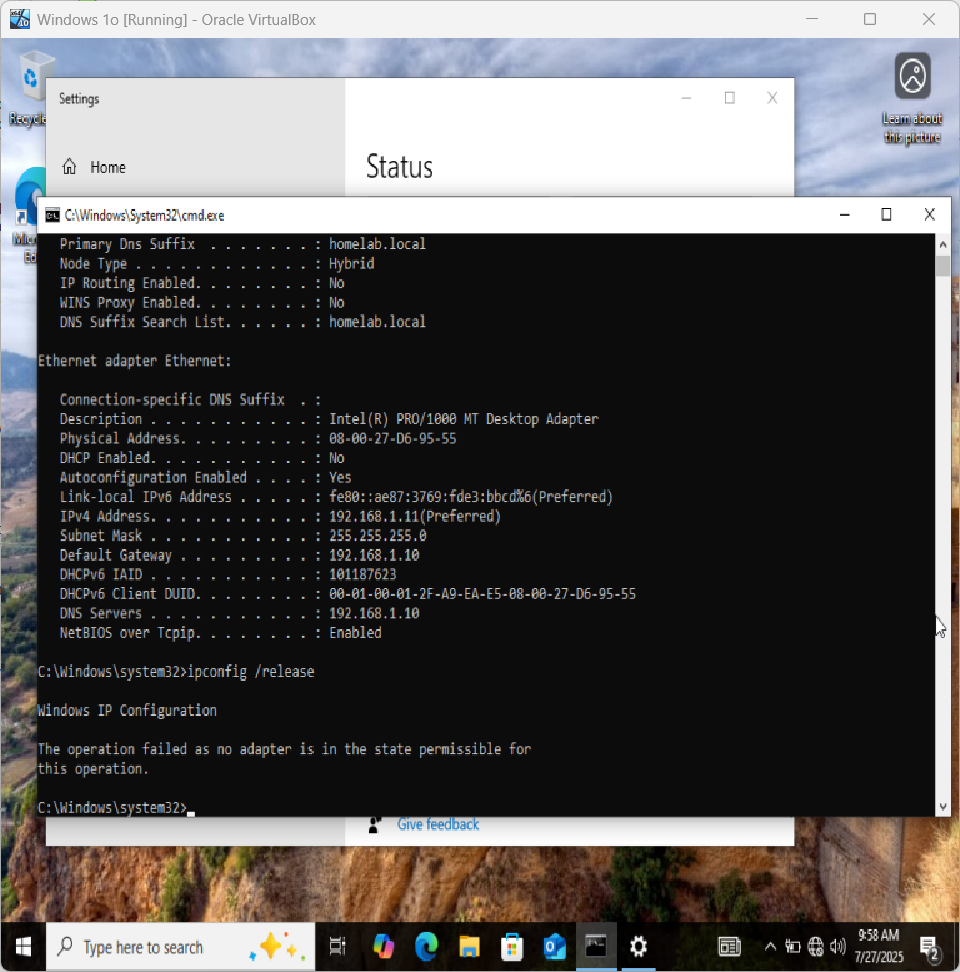 Windows 1o [Running] - Oracle VirtualBox
Settings
Recycle
Learn about
this picture
Home
Status
C:\Windows\System32\cmd.exe
Primary Dns Suffix . . . . . . . : homelab.local
Node Type . . . . . . . . . . . . : Hybrid
IP Routing Enabled. . . . . . . . : No
WINS Proxy Enabled. . . . . . . . : No
DNS Suffix Search List. . . . . . : homelab.local
Ethernet adapter Ethernet:
Connection-specific DNS Suffix  . :
Description . . . . . . . . . . . : Intel(R) PRO/1000 MT Desktop Adapter
Physical Address. . . . . . . . . : 08-00-27-D6-95-55
DHCP Enabled. . . . . . . . . . . : No
Autoconfiguration Enabled . . . . : Yes
Link-local IPv6 Address . . . . . : fe80::ae87:3769:fde3:bbcd%6(Preferred)
IPv4 Address. . . . . . . . . . . : 192.168.1.11(Preferred)
Subnet Mask . . . . . . . . . . . : 255.255.255.0
Default Gateway . . . . . . . . . : 192.168.1.10
DHCPv6 IAID . . . . . . . . . . . : 101187623
DHCPv6 Client DUID. . . . . . . . : 00-01-00-01-2F-A9-EA-E5-08-00-27-D6-95-55
DNS Servers . . . . . . . . . . . : 192.168.1.10
NetBIOS over Tcpip. . . . . . . . : Enabled
C:\Windows\system32>ipconfig /release
Windows IP Configuration
The operation failed as no adapter is in the state permissible for
this operation.
C:\Windows\system32>
Give feedback
Type here to search
9:58 AM
7/27/2025
2